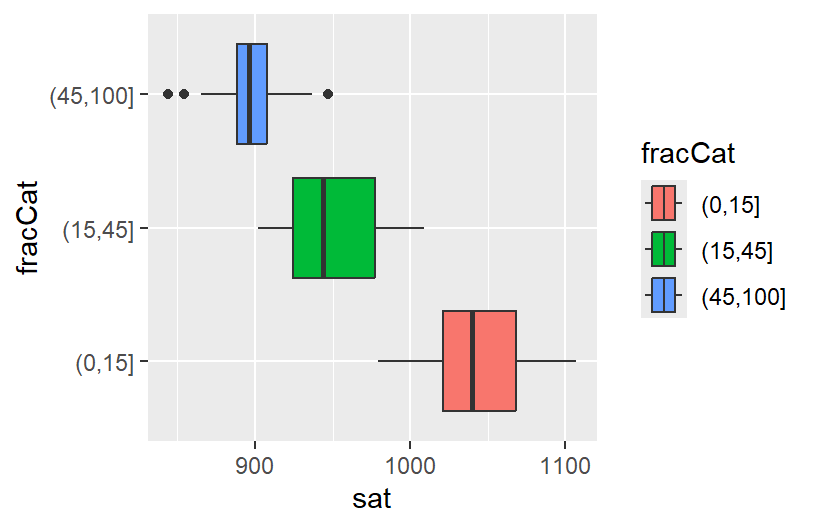 fracCat
(45,100]
(15,45]
(0,15]
900 1000 1100
sat
fracCat
(0,15]
(15,45]
(45,100]